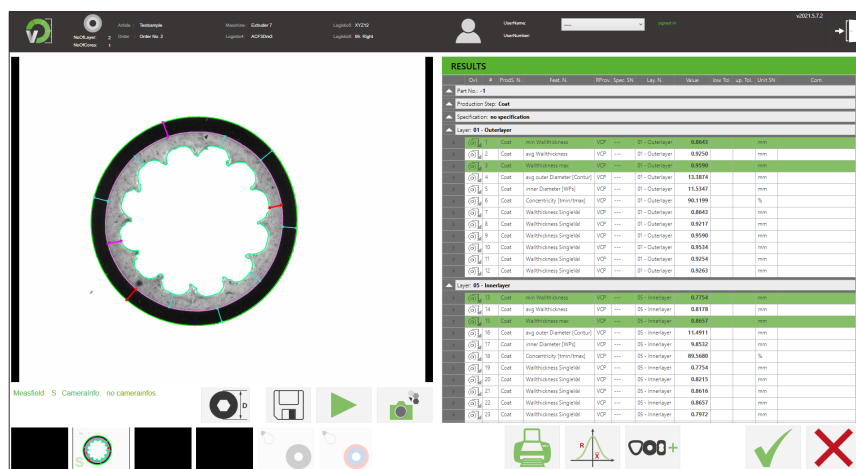 v2021.5.7.2
Article : Testsample Maschine : Extruder 7 Logistic5 : XYZ12 UserName: ---- signed in
NoOfLayer: 2 Order : Order No. 2 Logistic4 : ACF3Dm3 Logistic6 : Mr. Right UserNumber:
NoOfCores:
RESULTS
Ovi. # ProdS. N. Feat. N. RProv. Spec. SN Lay. N. Value low. Tol. up. Tol. Unit SN Com.
Part No.: -1
Production Step: Coat
Specification: no specification
Layer: 01 - Outerlayer
1 Coat min Wallthickness VCP --- 01 - Outerlayer 0.8643 mm
2 Coat avg Wallthickness VCP --- 01 - Outerlayer 0.9250 mm
3 Coat Wallthickness max VCP --- 01 - Outerlayer 0.9590 mm
4 Coat avg outer Diameter [Contur] VCP --- 01 - Outerlayer 13.3874 mm
5 Coat inner Diameter [WPs] VCP --- 01 - Outerlayer 11.5347 mm
6 Coat Concentricity [tmin/tmax] VCP --- 01 - Outerlayer 90.1199 %
7 Coat Wallthickness SingleVal VCP --- 01 - Outerlayer 0.8643 mm
8 Coat Wallthickness SingleVal VCP --- 01 - Outerlayer 0.9217 mm
9 Coat Wallthickness SingleVal VCP --- 01 - Outerlayer 0.9590 mm
10 Coat Wallthickness SingleVal VCP --- 01 - Outerlayer 0.9534 mm
11 Coat Wallthickness SingleVal VCP --- 01 - Outerlayer 0.9254 mm
12 Coat Wallthickness SingleVal VCP --- 01 - Outerlayer 0.9263 mm
Layer: 05 - Innerlayer
13 Coat min Wallthickness VCP --- 05 - Innerlayer 0.7754 mm
14 Coat avg Wallthickness VCP --- 05 - Innerlayer 0.8178 mm
15 Coat Wallthickness max VCP --- 05 - Innerlayer 0.8657 mm
16 Coat avg outer Diameter [Contur] VCP --- 05 - Innerlayer 11.4911 mm
17 Coat inner Diameter [WPs] VCP --- 05 - Innerlayer 9.8532 mm
18 Coat Concentricity [tmin/tmax] VCP --- 05 - Innerlayer 89.5680 %
19 Coat Wallthickness SingleVal VCP --- 05 - Innerlayer 0.7754 mm
20 Coat Wallthickness SingleVal VCP --- 05 - Innerlayer 0.8215 mm
21 Coat Wallthickness SingleVal VCP --- 05 - Innerlayer 0.8616 mm
22 Coat Wallthickness SingleVal VCP --- 05 - Innerlayer 0.8657 mm
23 Coat Wallthickness SingleVal VCP --- 05 - Innerlayer 0.7972 mm
Measfield: S CameraInfo: no camerainfos
D
S
R x̄